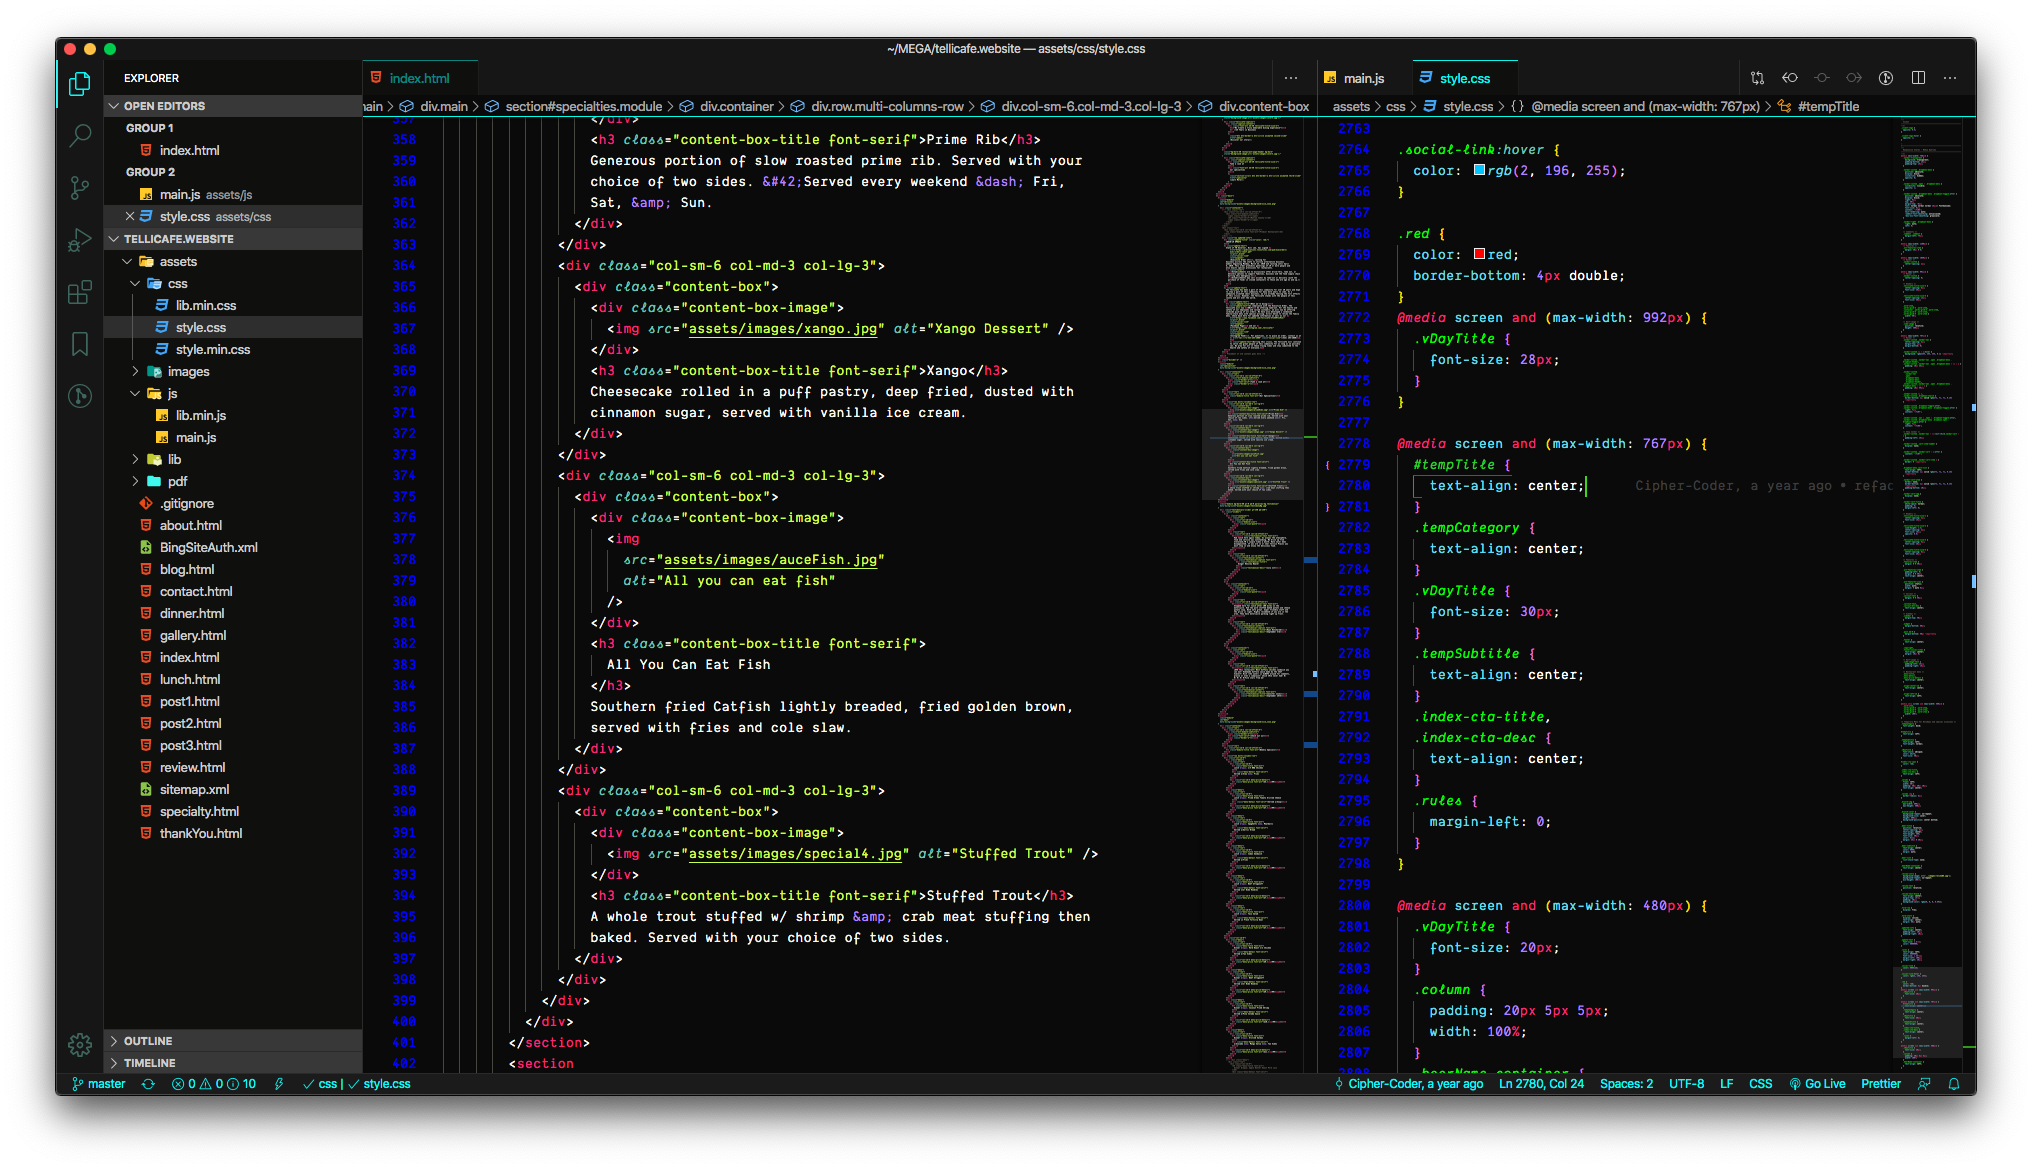 ~/MEGA/tellicafe.website — assets/css/style.css
EXPLORER
OPEN EDITORS
GROUP 1
index.html
GROUP 2
main.js assets/js
style.css assets/css
TELLICAFE.WEBSITE
assets
css
lib.min.css
style.css
style.min.css
images
js
lib.min.js
main.js
lib
pdf
.gitignore
about.html
BingSiteAuth.xml
blog.html
contact.html
dinner.html
gallery.html
index.html
lunch.html
post1.html
post2.html
post3.html
review.html
sitemap.xml
specialty.html
thankYou.html
OUTLINE
TIMELINE
index.html
main > div.main > section#specialties.module > div.container > div.row.multi-columns-row > div.col-sm-6.col-md-3.col-lg-3 > div.content-box
357 </div>
358 <h3 class="content-box-title font-serif">Prime Rib</h3>
359 Generous portion of slow roasted prime rib. Served with your
360 choice of two sides. &#42;Served every weekend &dash; Fri,
361 Sat, &amp; Sun.
362 </div>
363 </div>
364 <div class="col-sm-6 col-md-3 col-lg-3">
365 <div class="content-box">
366 <div class="content-box-image">
367 <img src="assets/images/xango.jpg" alt="Xango Dessert" />
368 </div>
369 <h3 class="content-box-title font-serif">Xango</h3>
370 Cheesecake rolled in a puff pastry, deep fried, dusted with
371 cinnamon sugar, served with vanilla ice cream.
372 </div>
373 </div>
374 <div class="col-sm-6 col-md-3 col-lg-3">
375 <div class="content-box">
376 <div class="content-box-image">
377 <img
378 src="assets/images/auceFish.jpg"
379 alt="All you can eat fish"
380 />
381 </div>
382 <h3 class="content-box-title font-serif">
383 All You Can Eat Fish
384 </h3>
385 Southern fried Catfish lightly breaded, fried golden brown,
386 served with fries and cole slaw.
387 </div>
388 </div>
389 <div class="col-sm-6 col-md-3 col-lg-3">
390 <div class="content-box">
391 <div class="content-box-image">
392 <img src="assets/images/special4.jpg" alt="Stuffed Trout" />
393 </div>
394 <h3 class="content-box-title font-serif">Stuffed Trout</h3>
395 A whole trout stuffed w/ shrimp &amp; crab meat stuffing then
396 baked. Served with your choice of two sides.
397 </div>
398 </div>
399 </div>
400 </div>
401 </section>
402 <section
main.js style.css
assets > css > style.css > {} @media screen and (max-width: 767px) > #tempTitle
2763
2764 .social-link:hover {
2765 color: rgb(2, 196, 255);
2766 }
2767
2768 .red {
2769 color: red;
2770 border-bottom: 4px double;
2771 }
2772 @media screen and (max-width: 992px) {
2773 .vDayTitle {
2774 font-size: 28px;
2775 }
2776 }
2777
2778 @media screen and (max-width: 767px) {
{ 2779 #tempTitle {
2780 text-align: center; Cipher-Coder, a year ago • refac
} 2781 }
2782 .tempCategory {
2783 text-align: center;
2784 }
2785 .vDayTitle {
2786 font-size: 30px;
2787 }
2788 .tempSubtitle {
2789 text-align: center;
2790 }
2791 .index-cta-title,
2792 .index-cta-desc {
2793 text-align: center;
2794 }
2795 .rules {
2796 margin-left: 0;
2797 }
2798 }
2799
2800 @media screen and (max-width: 480px) {
2801 .vDayTitle {
2802 font-size: 20px;
2803 }
2804 .column {
2805 padding: 20px 5px 5px;
2806 width: 100%;
2807 }
2808 .beerName-container {
master 0 0 10 css | style.css Cipher-Coder, a year ago Ln 2780, Col 24 Spaces: 2 UTF-8 LF CSS Go Live Prettier